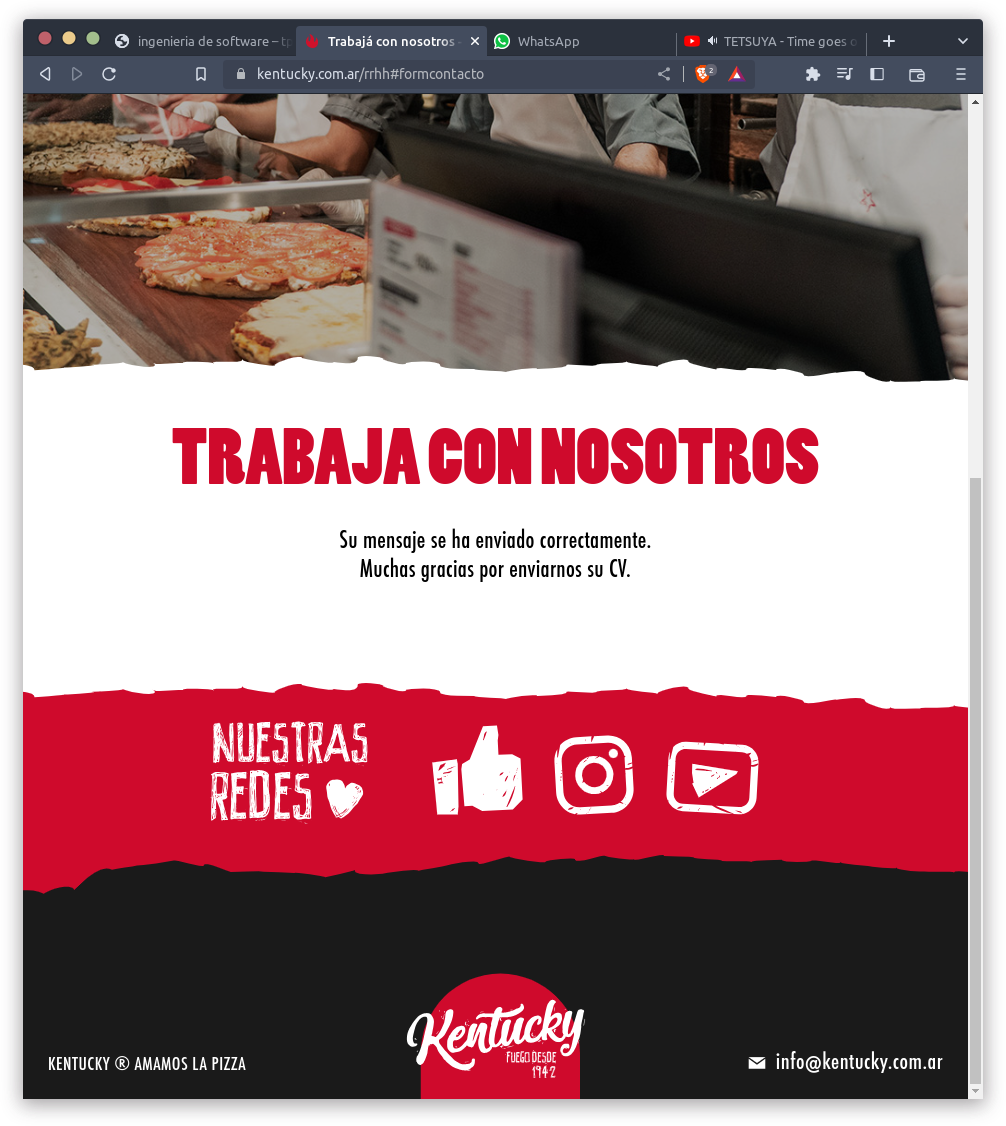 ingenieria de software – tp
Trabajá con nosotros -
WhatsApp
TETSUYA - Time goes o
kentucky.com.ar/rrhh#formcontacto
2
TRABAJA CON NOSOTROS
Su mensaje se ha enviado correctamente.
Muchas gracias por enviarnos su CV.
NUESTRAS
REDES
Kentucky
FUEGO DESDE
1942
KENTUCKY ® AMAMOS LA PIZZA
info@kentucky.com.ar